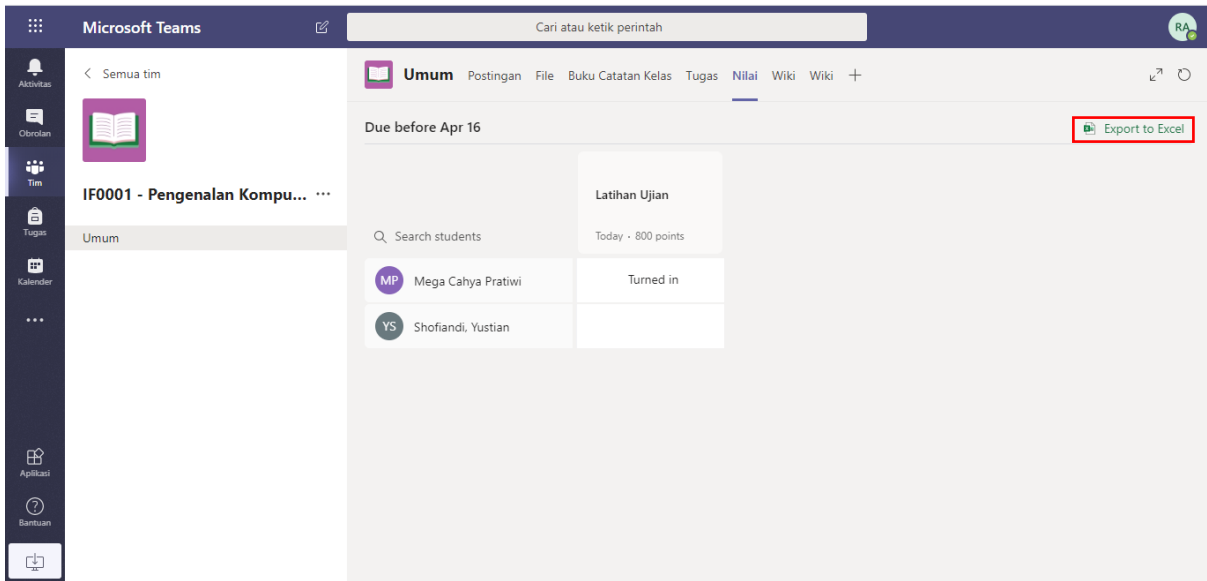 Microsoft Teams
Cari atau ketik perintah
RA
Aktivitas
Obrolan
Tim
Tugas
Kalender
Aplikasi
Bantuan
Semua tim
IF0001 - Pengenalan Kompu... ...
Umum
Umum Postingan File Buku Catatan Kelas Tugas Nilai Wiki Wiki
Due before Apr 16
Export to Excel
Latihan Ujian
Search students
Today • 800 points
MP Mega Cahya Pratiwi
Turned in
YS Shofiandi, Yustian